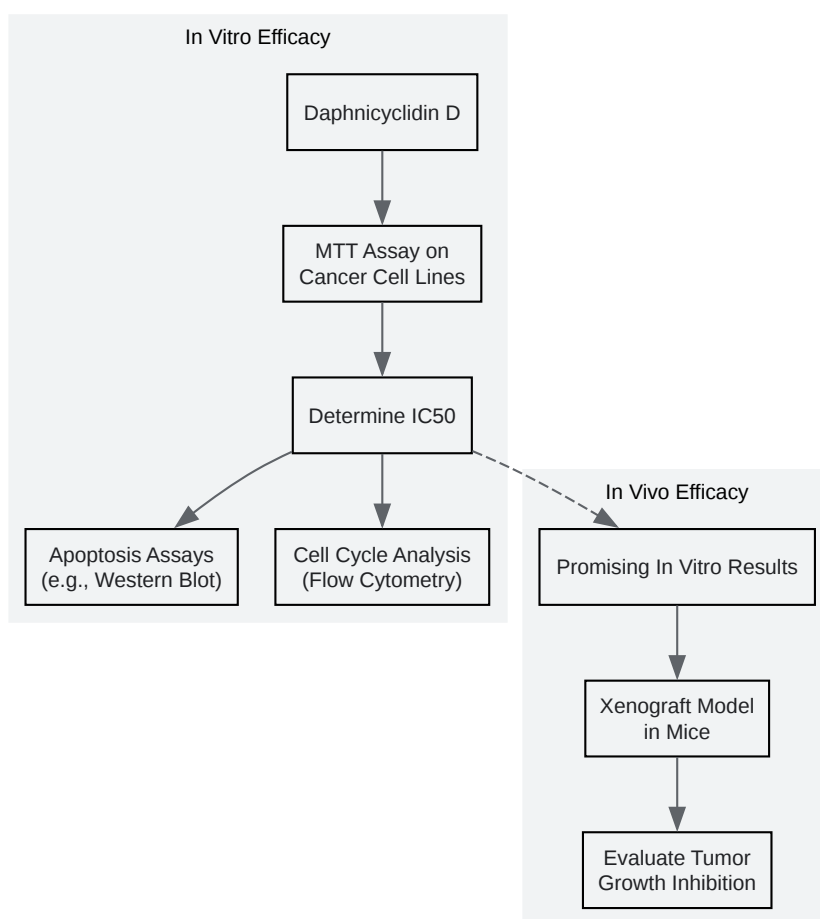 In Vitro Efficacy
Daphnicyclidin D
MTT Assay on
Cancer Cell Lines
Determine IC50
Apoptosis Assays
(e.g., Western Blot)
Cell Cycle Analysis
(Flow Cytometry)
In Vivo Efficacy
Promising In Vitro Results
Xenograft Model
in Mice
Evaluate Tumor
Growth Inhibition